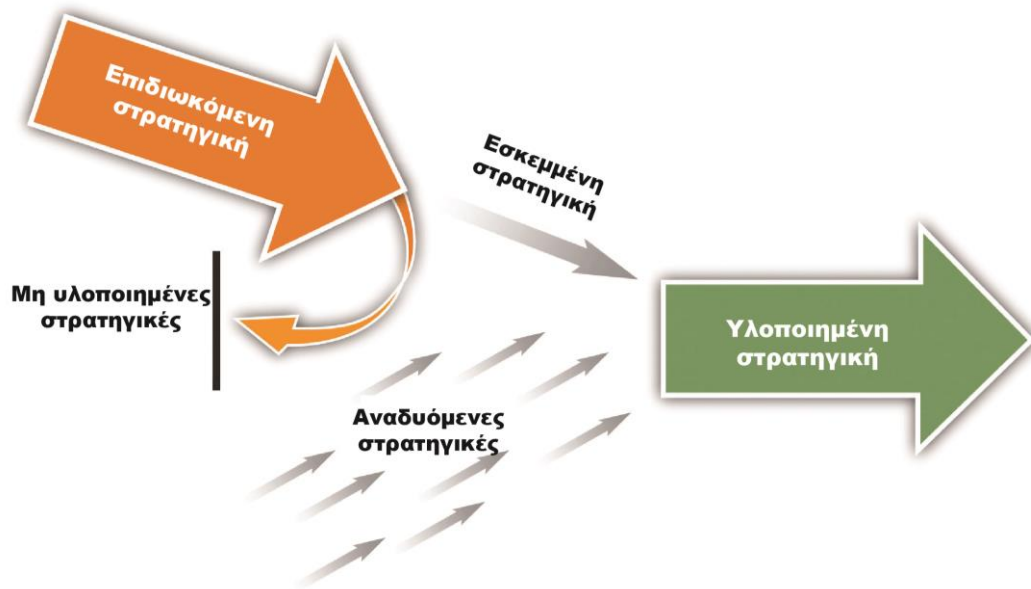 Επιδιωκόμενη
στρατηγική
Εσκεμμένη
στρατηγική
Μη υλοποιημένες
στρατηγικές
Υλοποιημένη
στρατηγική
Αναδυόμενες
στρατηγικές